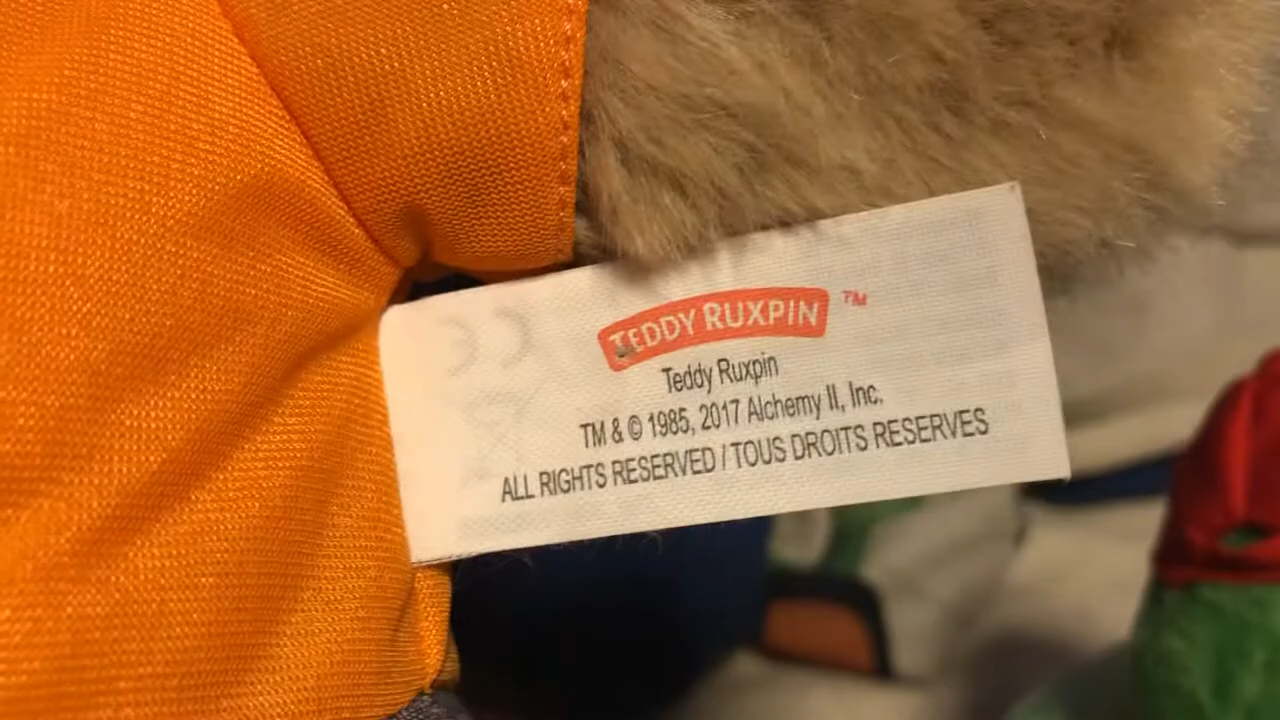 TEDDY RUXPIN ™
Teddy Ruxpin
TM & © 1985, 2017 Alchemy II, Inc.
ALL RIGHTS RESERVED / TOUS DROITS RESERVES